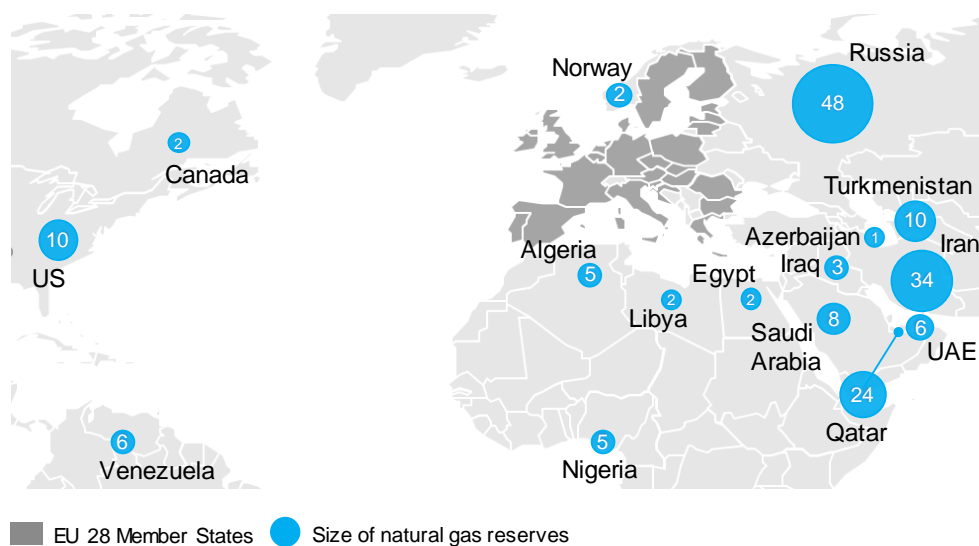 Russia
48
Norway
2
2
Canada
10
US
Turkmenistan
10
Azerbaijan
1
Iran
34
Iraq
3
Algeria
5
Egypt
2
2
Libya
8
Saudi
Arabia
6
UAE
24
Qatar
6
Venezuela
5
Nigeria
EU 28 Member States
Size of natural gas reserves